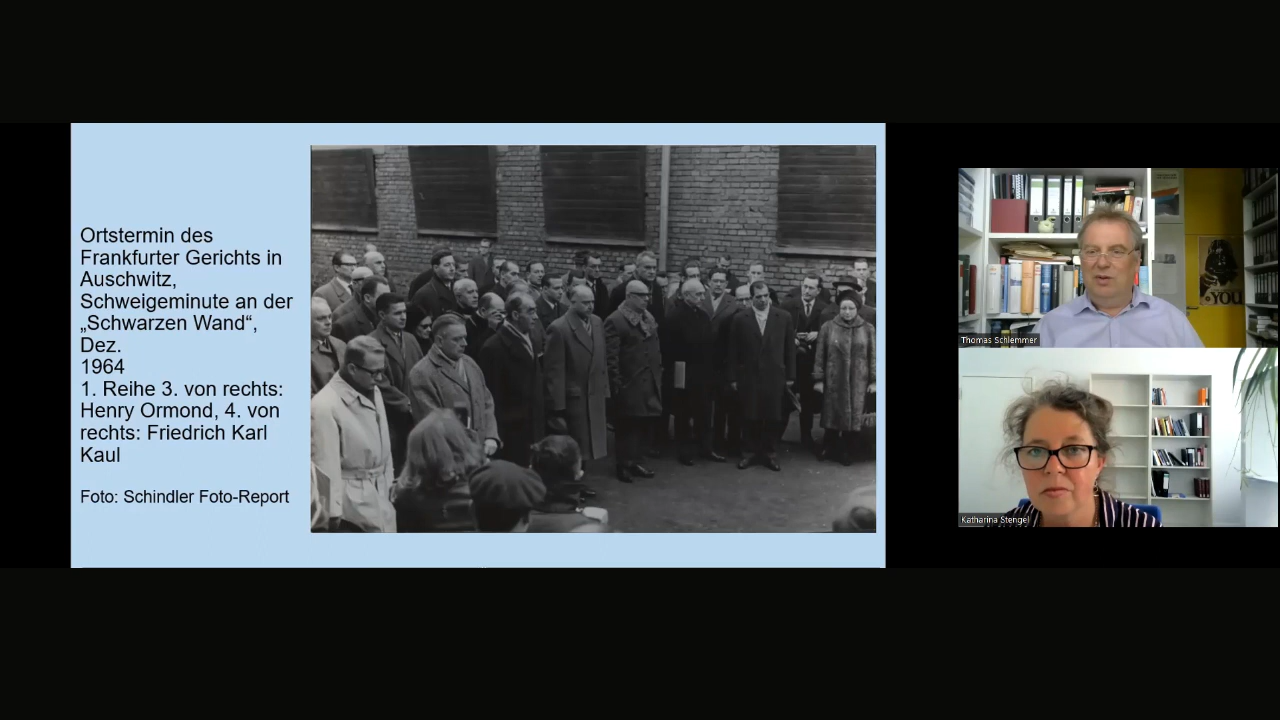 Ortstermin des
Frankfurter Gerichts in
Auschwitz,
Schweigeminute an der
„Schwarzen Wand“,
Dez.
1964
1. Reihe 3. von rechts:
Henry Ormond, 4. von
rechts: Friedrich Karl
Kaul
Foto: Schindler Foto-Report
YOU
Thomas Schlemmer
Katharina Stengel